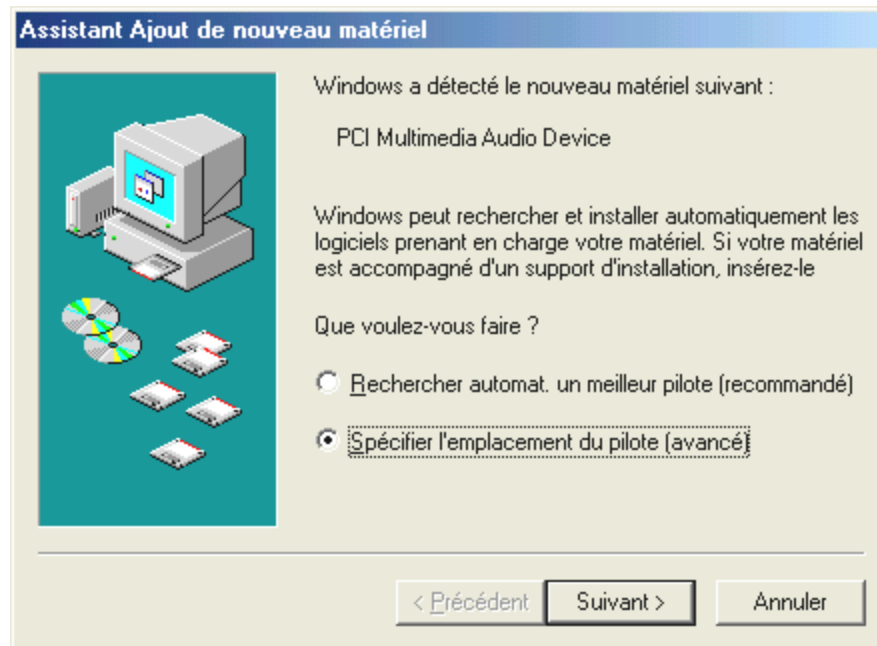 Assistant Ajout de nouveau matériel
Windows a détecté le nouveau matériel suivant :
PCI Multimedia Audio Device
Windows peut rechercher et installer automatiquement les
logiciels prenant en charge votre matériel. Si votre matériel
est accompagné d'un support d'installation, insérez-le
Que voulez-vous faire ?
Rechercher automat. un meilleur pilote (recommandé)
Spécifier l'emplacement du pilote (avancé)
< Précédent
Suivant >
Annuler